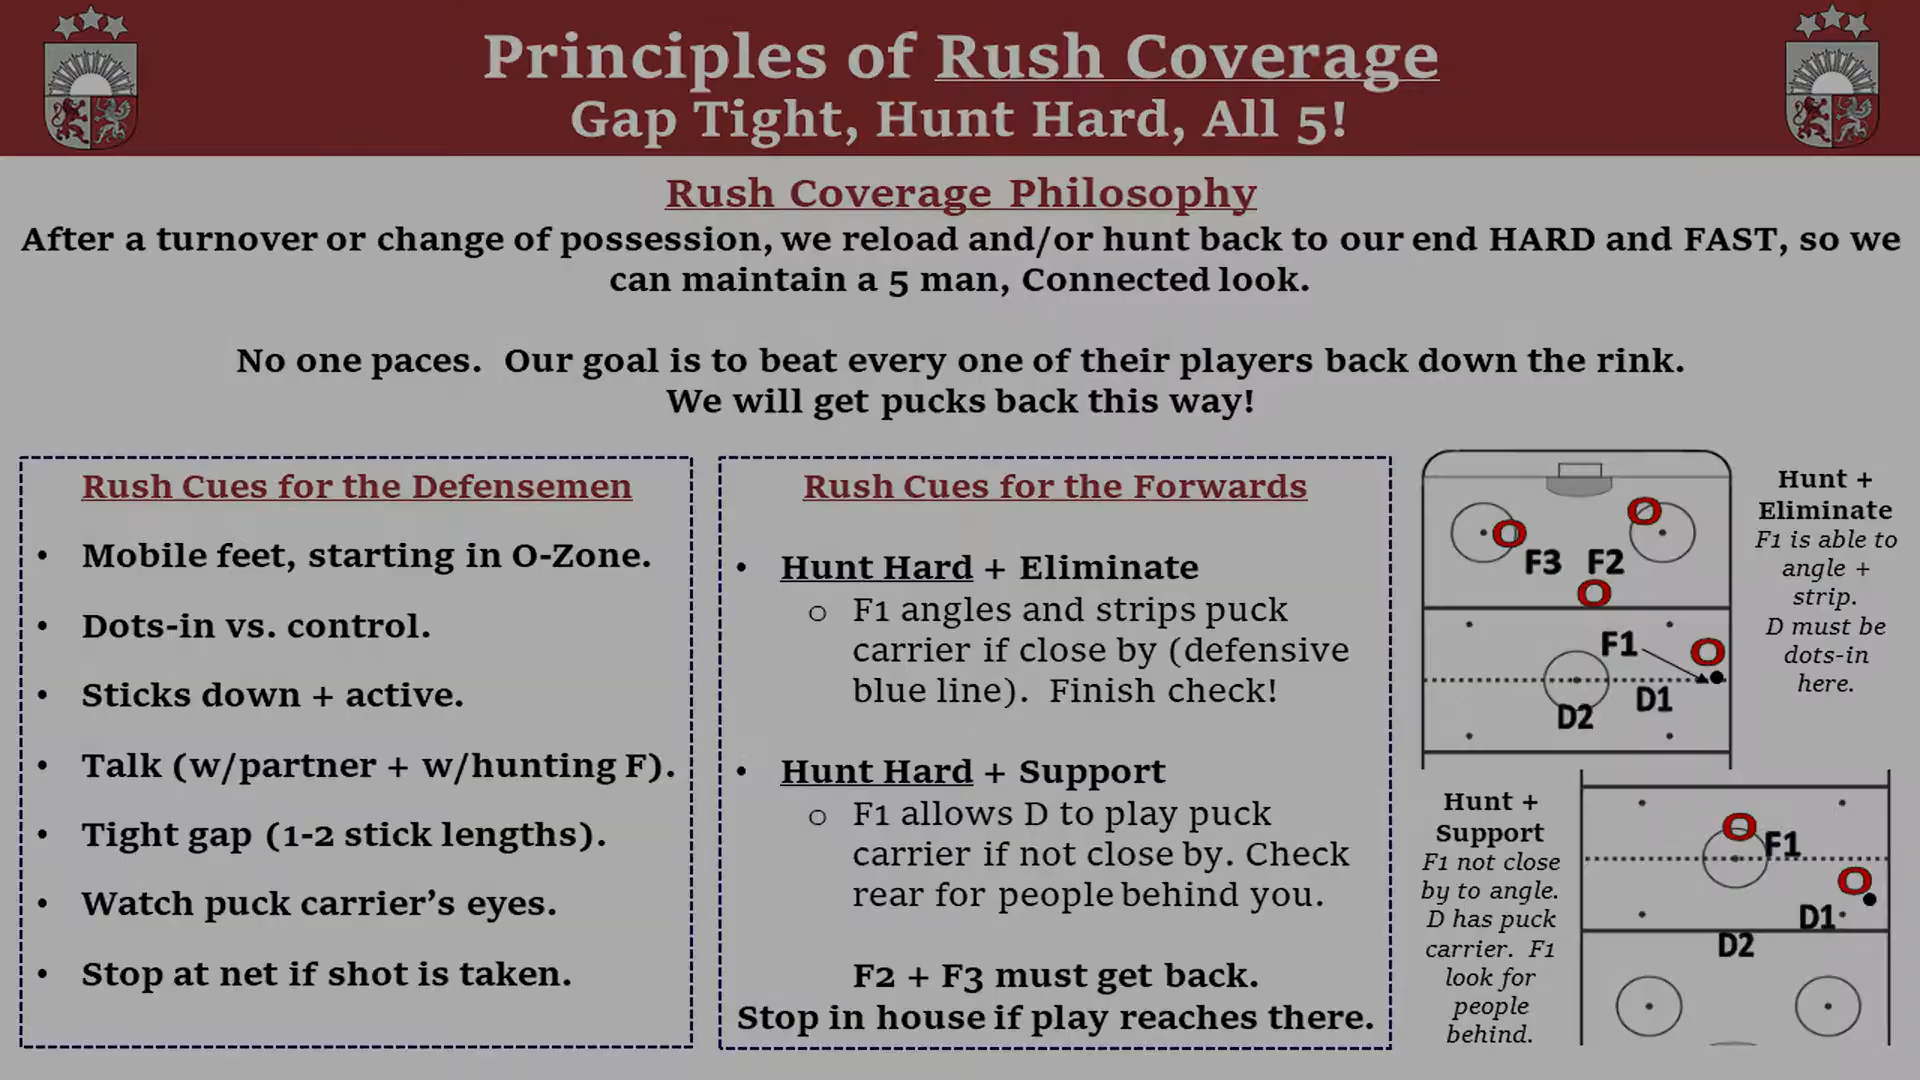 Principles of Rush Coverage
Gap Tight, Hunt Hard, All 5!
Rush Coverage Philosophy
After a turnover or change of possession, we reload and/or hunt back to our end HARD and FAST, so we
can maintain a 5 man, Connected look.
No one paces. Our goal is to beat every one of their players back down the rink.
We will get pucks back this way!
Rush Cues for the Defensemen
• Mobile feet, starting in O-Zone.
• Dots-in vs. control.
• Sticks down + active.
• Talk (w/partner + w/hunting F).
• Tight gap (1-2 stick lengths).
• Watch puck carrier's eyes.
• Stop at net if shot is taken.
Rush Cues for the Forwards
• Hunt Hard + Eliminate
o F1 angles and strips puck
carrier if close by (defensive
blue line). Finish check!
• Hunt Hard + Support
o F1 allows D to play puck
carrier if not close by. Check
rear for people behind you.
F2 + F3 must get back.
Stop in house if play reaches there.
O
O
F3 F2
O
F1
O
D1
D2
Hunt +
Eliminate
F1 is able to
angle +
strip.
D must be
dots-in
here.
Hunt +
Support
F1 not close
by to angle.
D has puck
carrier. F1
look for
people
behind.
O
F1
O
D1
D2